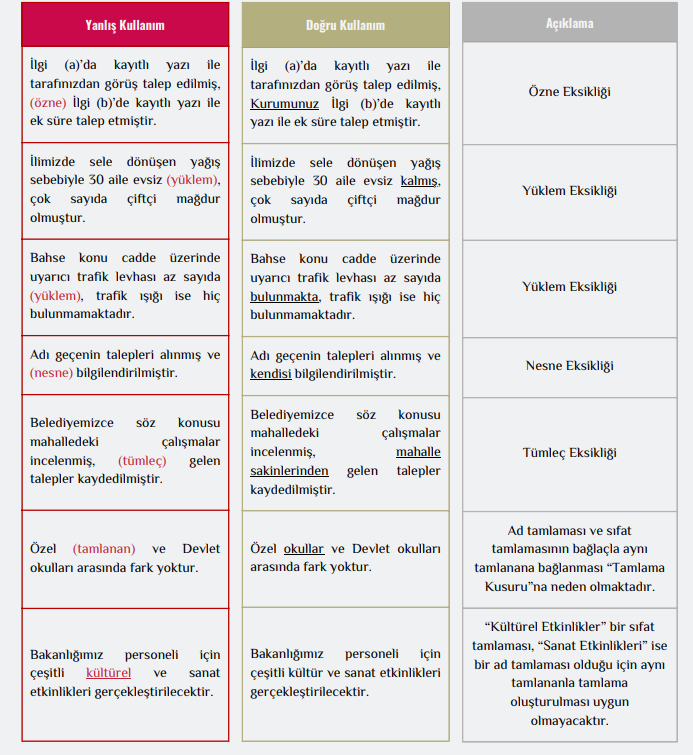 Yanlış Kullanım
Doğru Kullanım
Açıklama
İlgi (a)’da kayıtlı yazı ile
tarafınızdan görüş talep edilmiş,
(özne) İlgi (b)’de kayıtlı yazı ile
ek süre talep etmiştir.
İlgi (a)’da kayıtlı yazı ile
tarafınızdan görüş talep edilmiş,
Kurumunuz İlgi (b)’de kayıtlı
yazı ile ek süre talep etmiştir.
Özne Eksikliği
İlimizde sele dönüşen yağış
sebebiyle 30 aile evsiz (yüklem),
çok sayıda çiftçi mağdur
olmuştur.
İlimizde sele dönüşen yağış
sebebiyle 30 aile evsiz kalmış,
çok sayıda çiftçi mağdur
olmuştur.
Yüklem Eksikliği
Bahse konu cadde üzerinde
uyarıcı trafik levhası az sayıda
(yüklem), trafik ışığı ise hiç
bulunmamaktadır.
Bahse konu cadde üzerinde
uyarıcı trafik levhası az sayıda
bulunmakta, trafik ışığı ise hiç
bulunmamaktadır.
Yüklem Eksikliği
Adı geçenin talepleri alınmış ve
(nesne) bilgilendirilmiştir.
Adı geçenin talepleri alınmış ve
kendisi bilgilendirilmiştir.
Nesne Eksikliği
Belediyemizce söz konusu
mahalledeki çalışmalar
incelenmiş, (tümleç) gelen
talepler kaydedilmiştir.
Belediyemizce söz konusu
mahalledeki çalışmalar
incelenmiş, mahalle
sakinlerinden gelen talepler
kaydedilmiştir.
Tümleç Eksikliği
Özel (tamlanan) ve Devlet
okulları arasında fark yoktur.
Özel okullar ve Devlet okulları
arasında fark yoktur.
Ad tamlaması ve sıfat
tamlamasının bağlaçla aynı
tamlanana bağlanması “Tamlama
Kusuru”na neden olmaktadır.
Bakanlığımız personeli için
çeşitli kültürel ve sanat
etkinlikleri gerçekleştirilecektir.
Bakanlığımız personeli için
çeşitli kültür ve sanat etkinlikleri
gerçekleştirilecektir.
“Kültürel Etkinlikler” bir sıfat
tamlaması, “Sanat Etkinlikleri” ise
bir ad tamlaması olduğu için aynı
tamlananla tamlama
oluşturulması uygun
olmayacaktır.